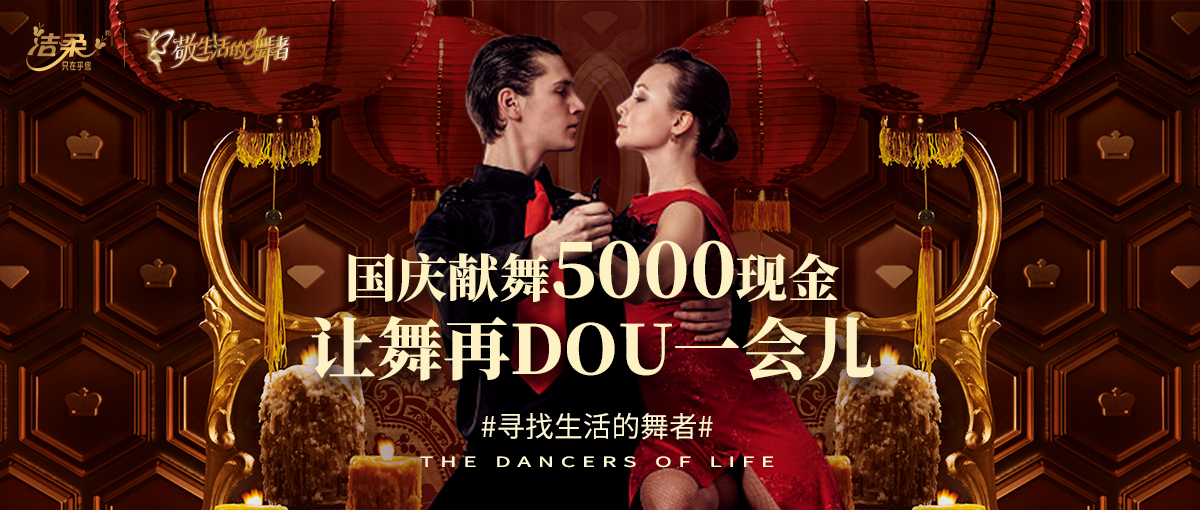 洁柔®
只在乎您
敬生活的舞者
国庆献舞5000现金
让舞再DOU一会儿
#寻找生活的舞者#
THE DANCERS OF LIFE